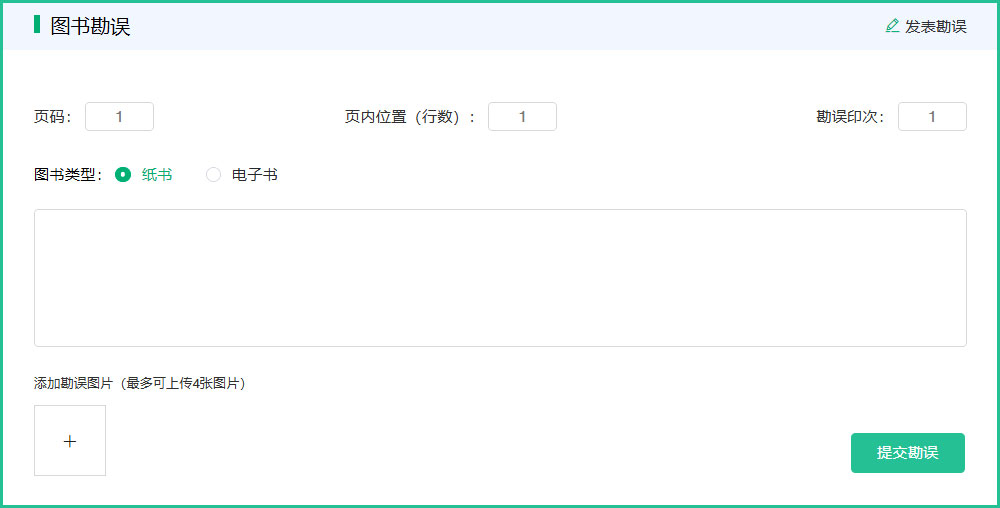 图书勘误 发表勘误
页码： 1 页内位置（行数）： 1 勘误印次： 1
图书类型： 纸书 电子书
添加勘误图片（最多可上传4张图片）
+
提交勘误